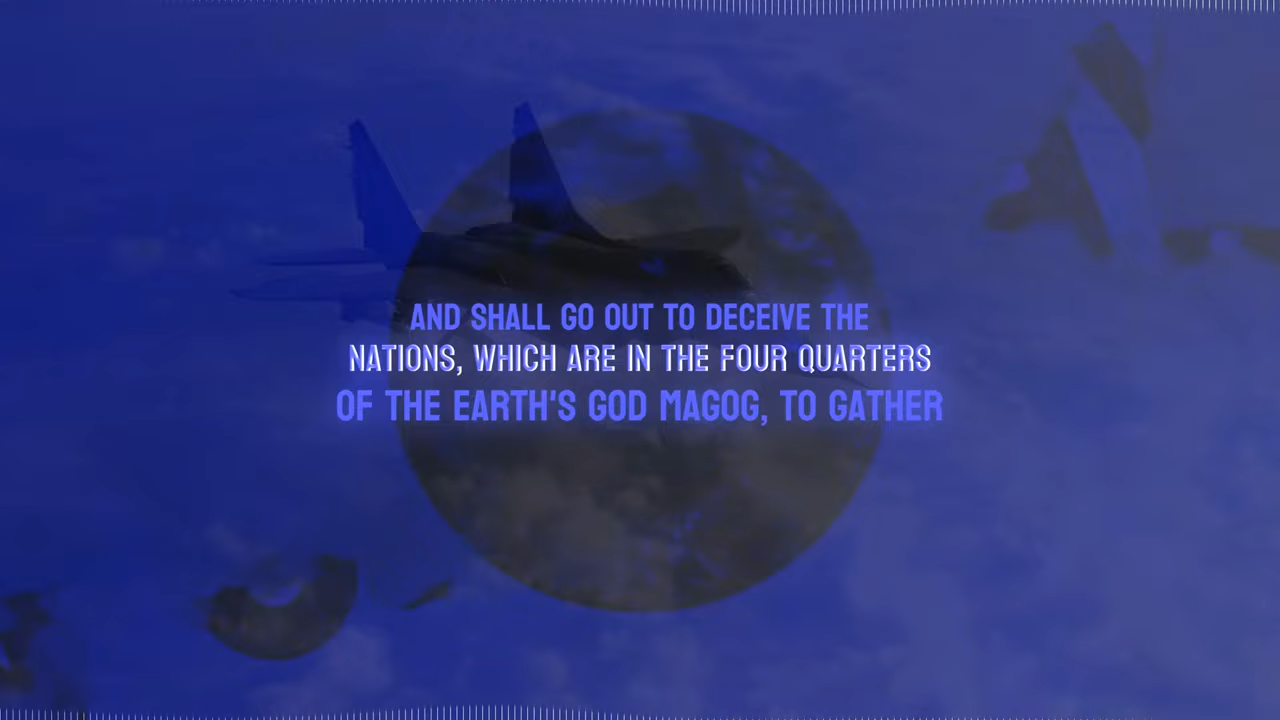 AND SHALL GO OUT TO DECEIVE THE
NATIONS, WHICH ARE IN THE FOUR QUARTERS
OF THE EARTH'S GOD MAGOG, TO GATHER